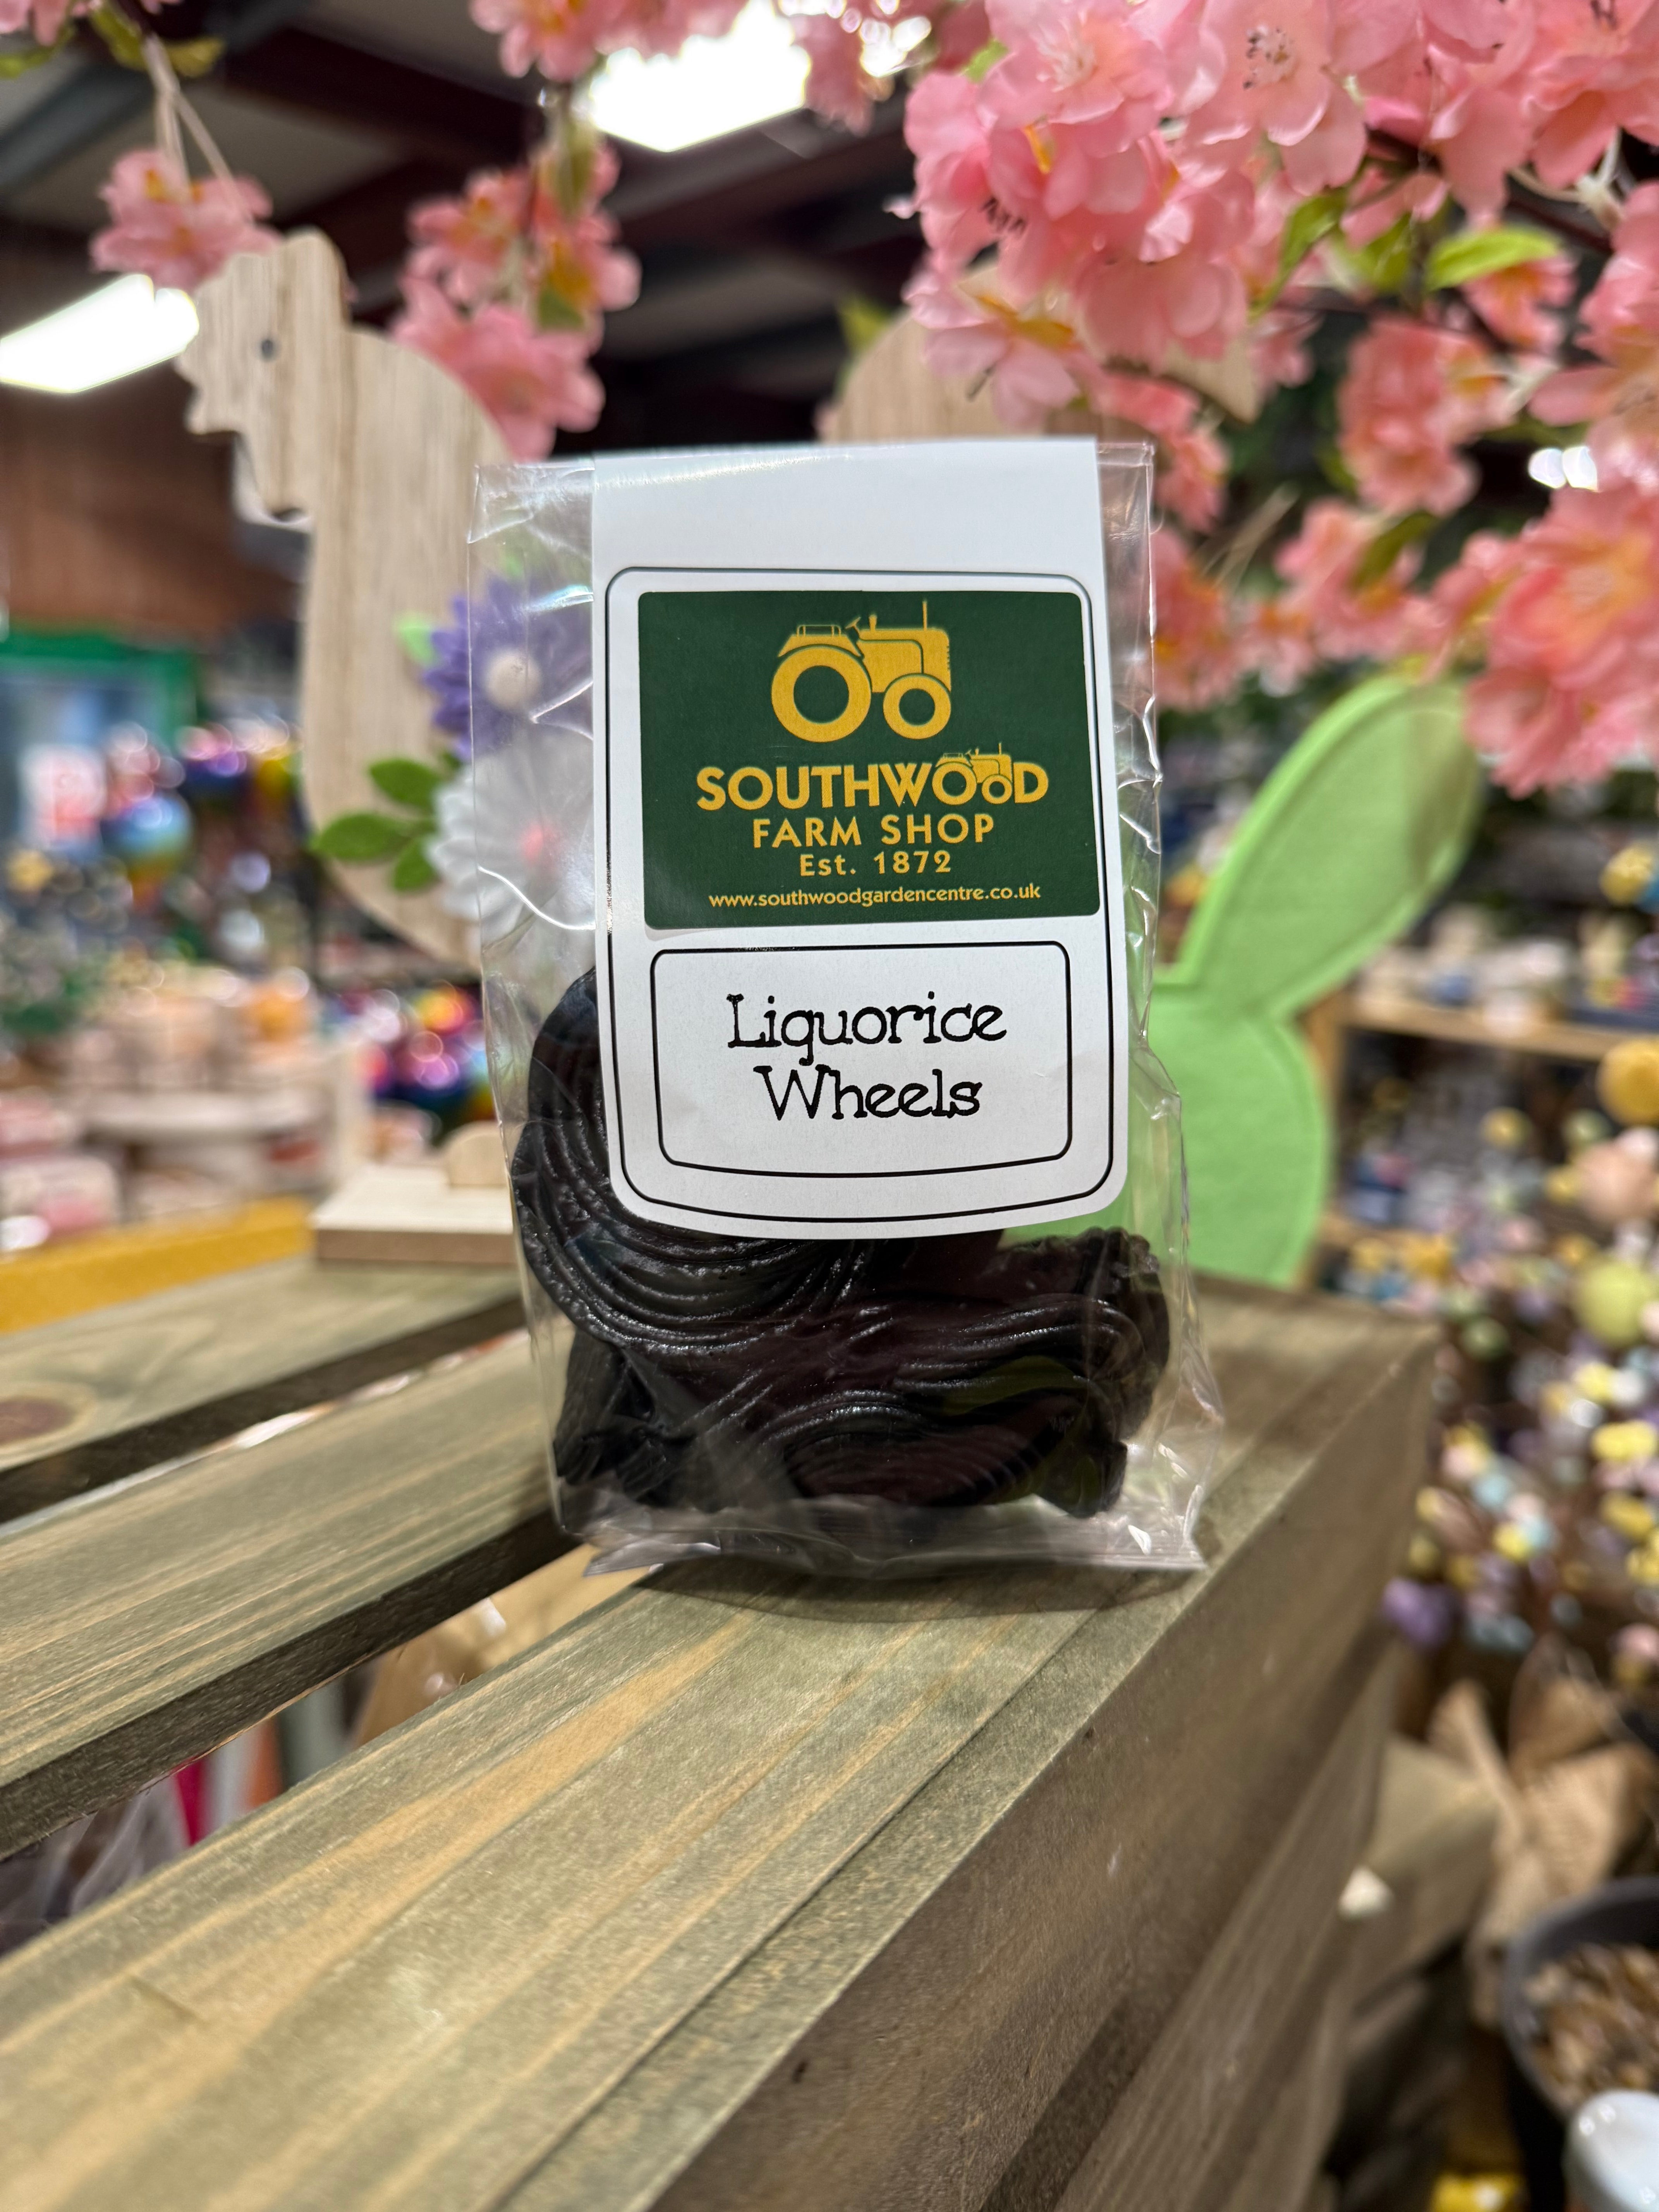 SOUTHWOOD
FARM SHOP
Est. 1872
www.southwoodgardencentre.co.uk
Liquorice
Wheels